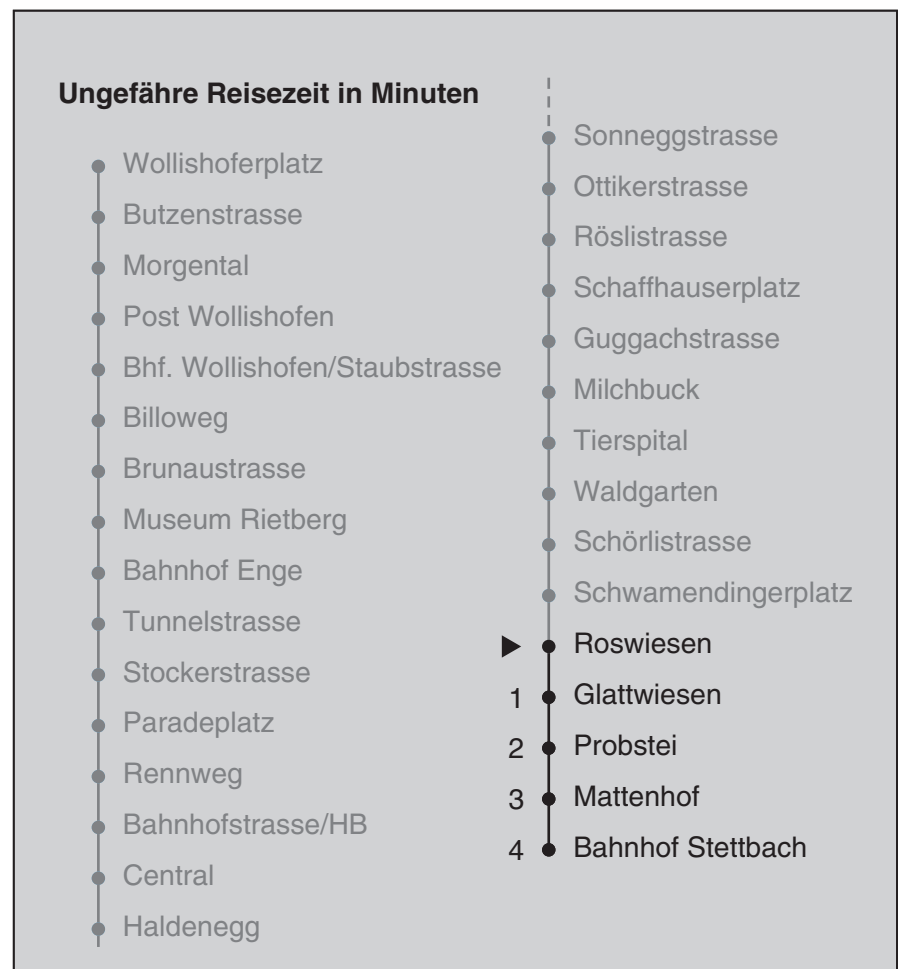 Ungefähre Reisezeit in Minuten
Wollishoferplatz
Butzenstrasse
Morgental
Post Wollishofen
Bhf. Wollishofen/Staubstrasse
Billoweg
Brunaustrasse
Museum Rietberg
Bahnhof Enge
Tunnelstrasse
Stockerstrasse
Paradeplatz
Rennweg
Bahnhofstrasse/HB
Central
Haldenegg
Sonneggstrasse
Ottikerstrasse
Röslistrasse
Schaffhauserplatz
Guggachstrasse
Milchbuck
Tierspital
Waldgarten
Schörlistrasse
Schwamendingerplatz
Roswiesen
1 Glattwiesen
2 Probstei
3 Mattenhof
4 Bahnhof Stettbach